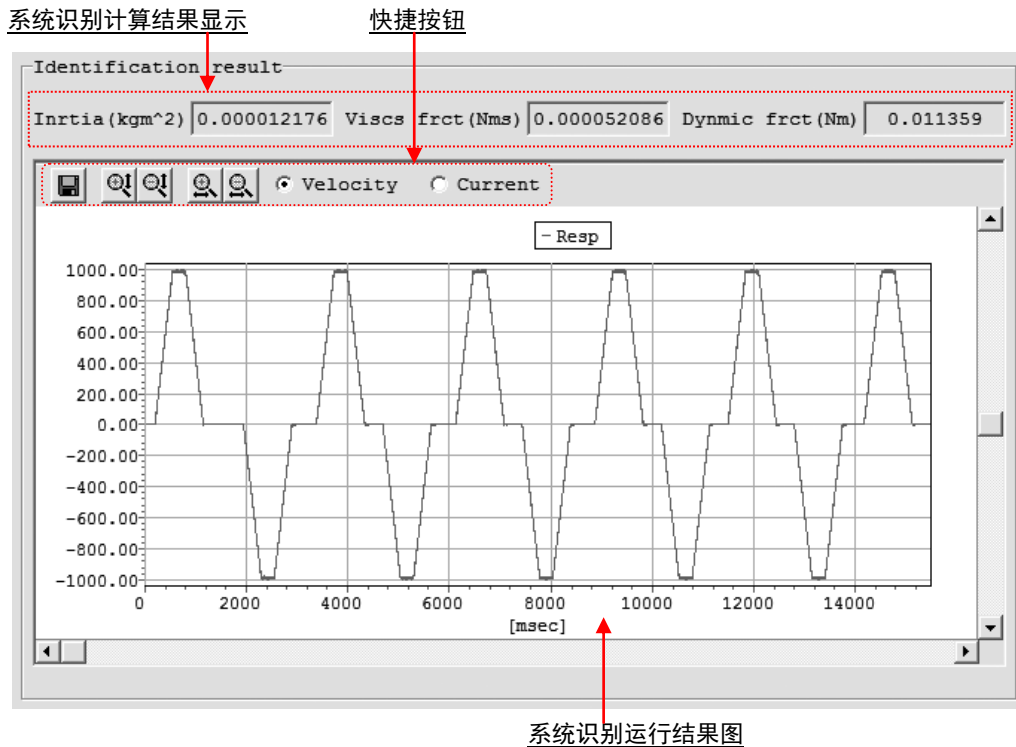 系统识别计算结果显示 快捷按钮
Identification result
Inrtia(kgm^2) 0.000012176 Viscs frct(Nms) 0.000052086 Dynmic frct(Nm) 0.011359
Velocity Current
Resp
1000.00
800.00
600.00
400.00
200.00
0.00
-200.00
-400.00
-600.00
-800.00
-1000.00
0 2000 4000 6000 8000 10000 12000 14000
[msec]
系统识别运行结果图